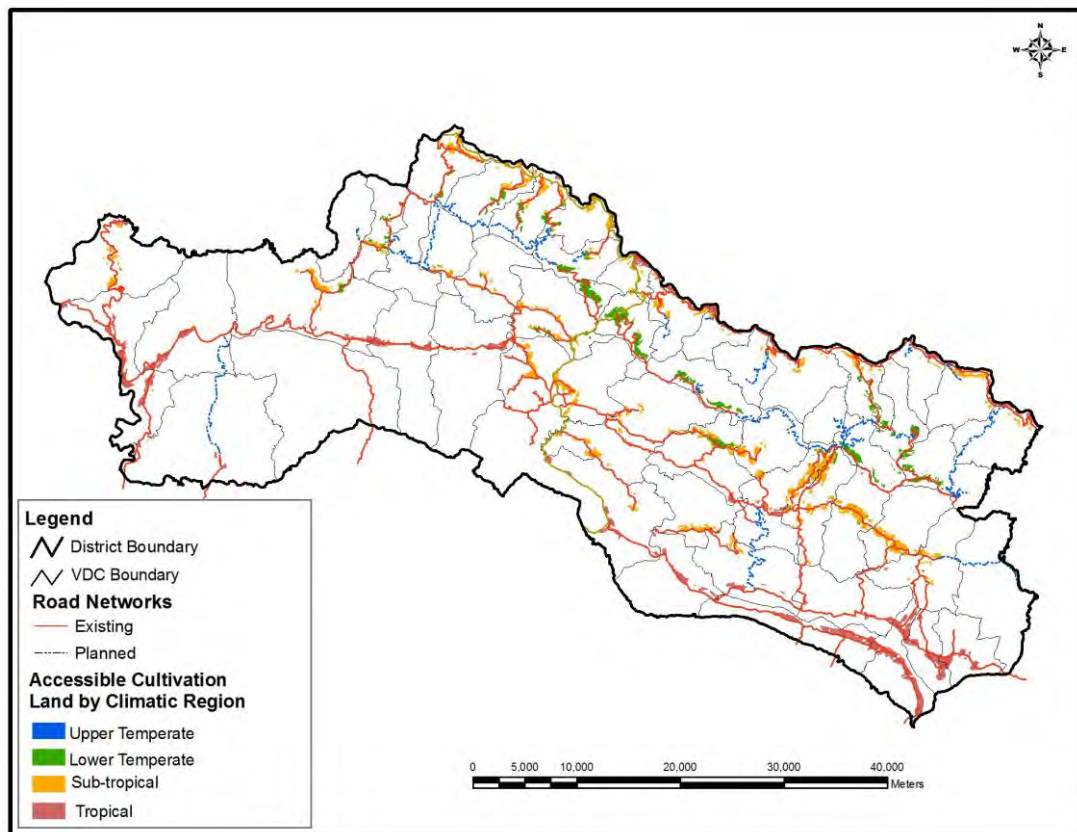 N
W E
S
Legend
District Boundary
VDC Boundary
Road Networks
Existing
Planned
Accessible Cultivation
Land by Climatic Region
Upper Temperate
Lower Temperate
Sub-tropical
Tropical
0 5,000 10,000 20,000 30,000 40,000
Meters